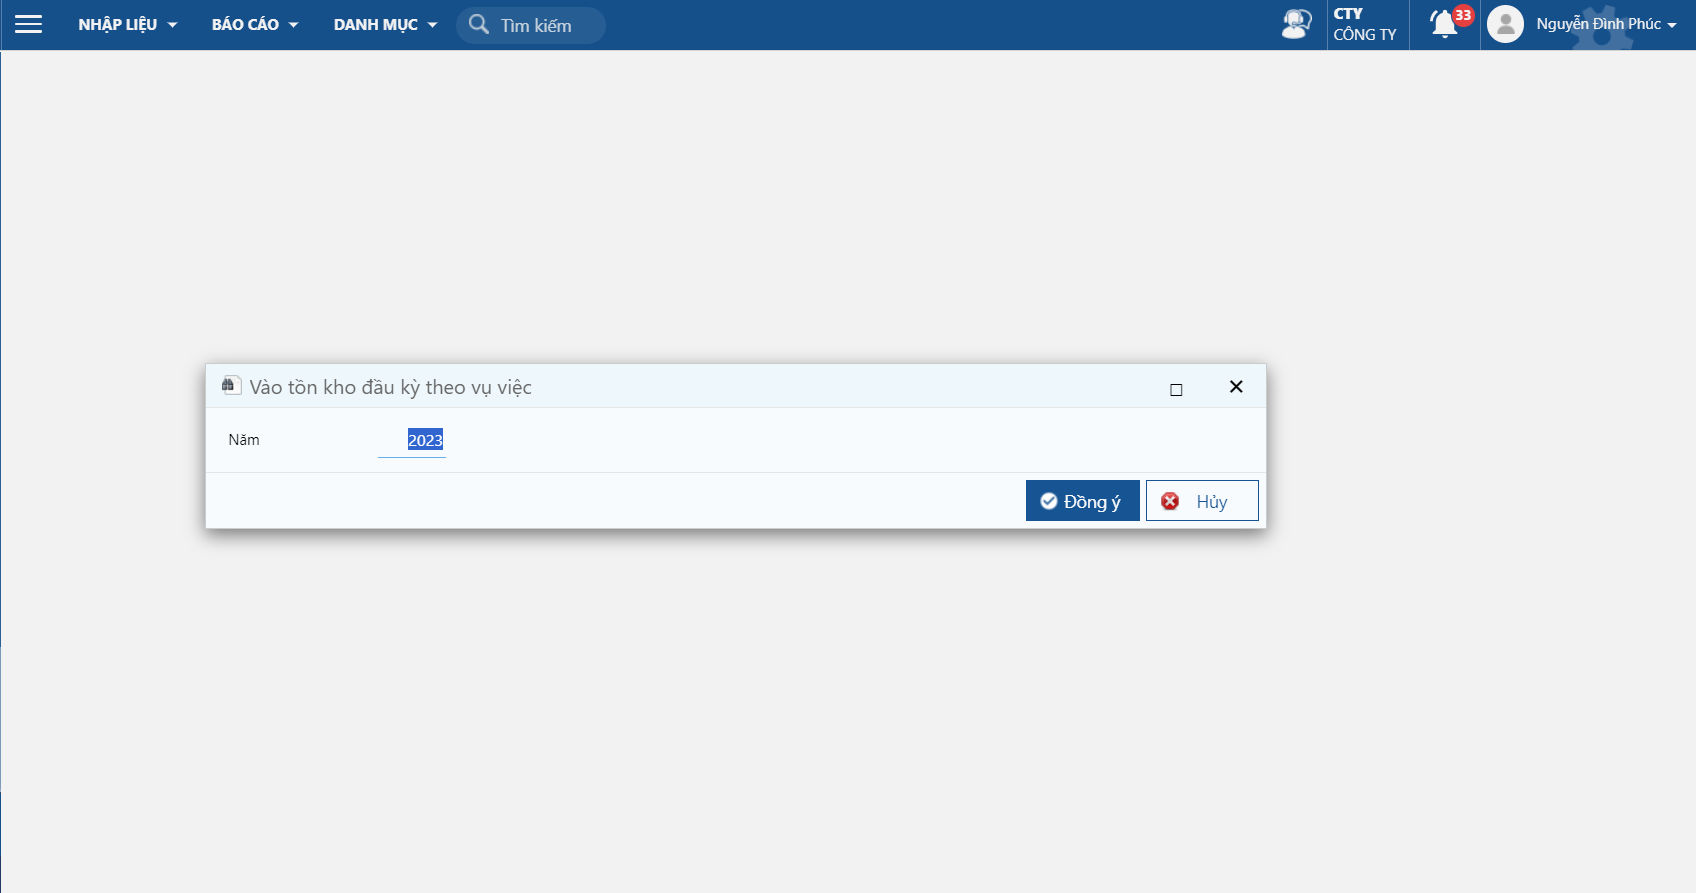 NHẬP LIỆU BÁO CÁO DANH MỤC Tìm kiếm CTY 33 Nguyễn Đình Phúc
CÔNG TY
Vào tồn kho đầu kỳ theo vụ việc
Năm 2023
Đồng ý Hủy